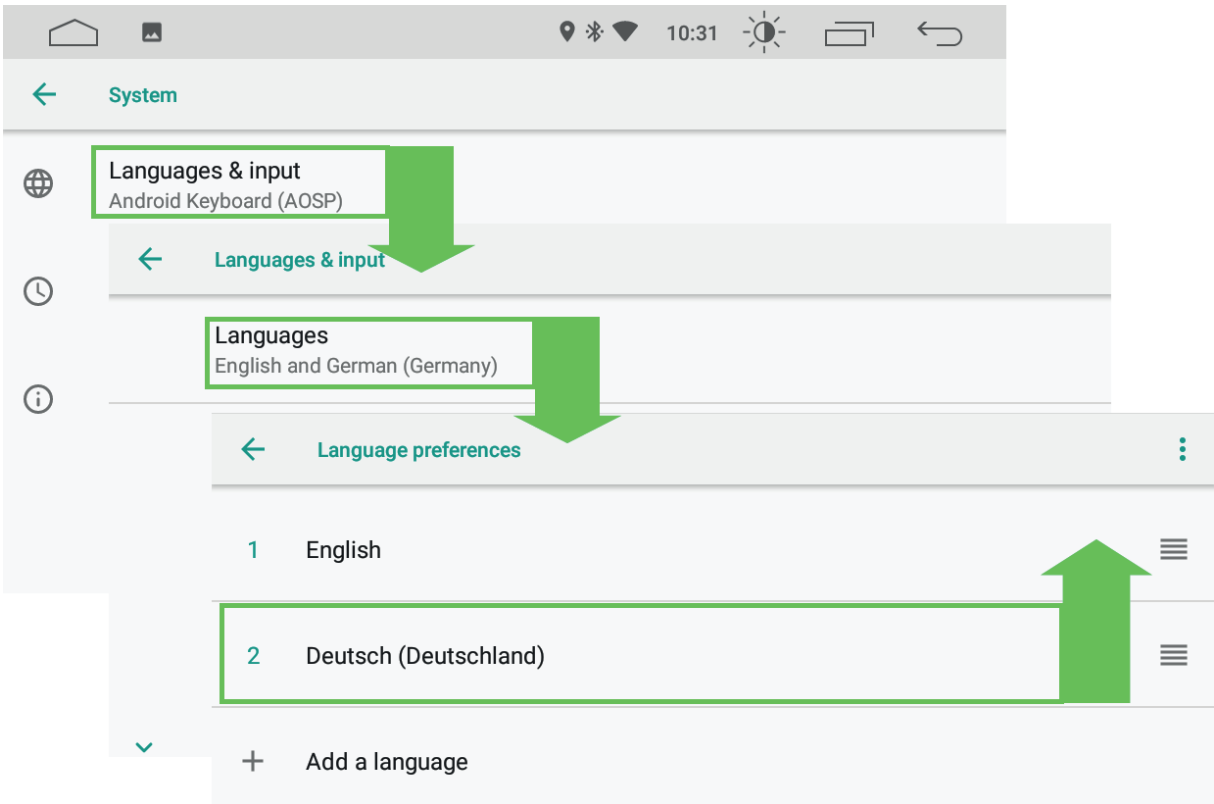 10:31
System
Languages & input
Android Keyboard (AOSP)
Languages & input
Languages
English and German (Germany)
Language preferences
1 English
2 Deutsch (Deutschland)
Add a language